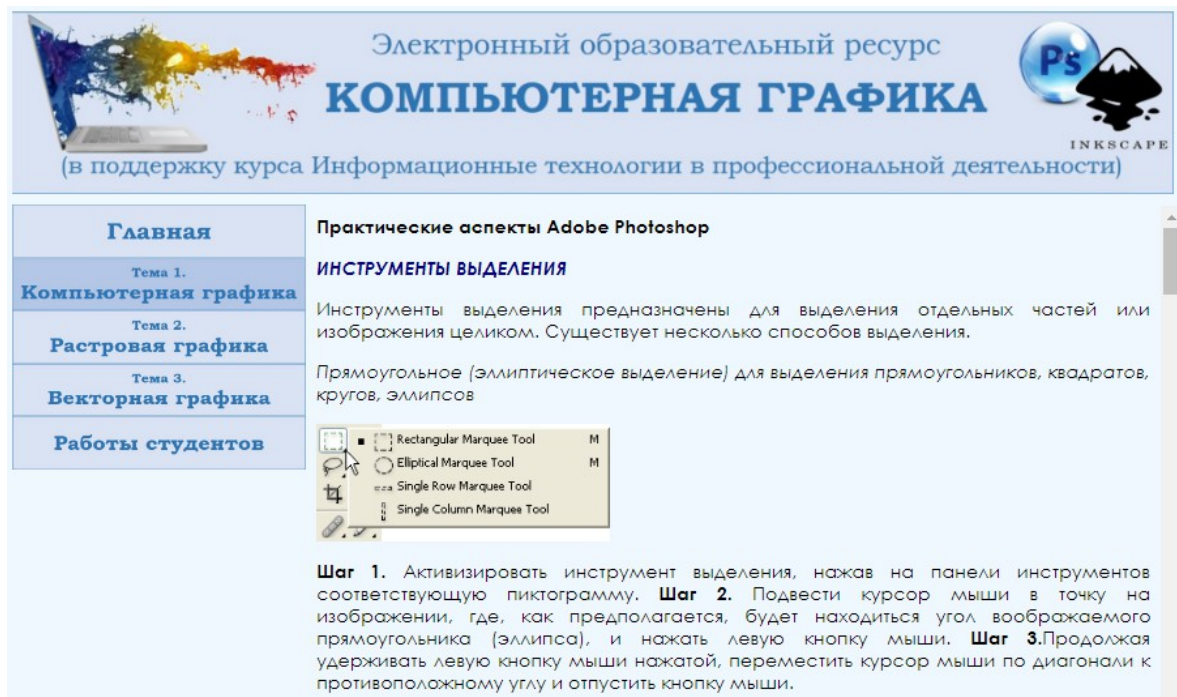 Электронный образовательный ресурс
КОМПЬЮТЕРНАЯ ГРАФИКА
Ps
INKSCAPE
(в поддержку курса Информационные технологии в профессиональной деятельности)
Главная
Тема 1.
Компьютерная графика
Тема 2.
Растровая графика
Тема 3.
Векторная графика
Работы студентов
Практические аспекты Adobe Photoshop
ИНСТРУМЕНТЫ ВЫДЕЛЕНИЯ
Инструменты выделения предназначены для выделения отдельных частей или
изображения целиком. Существует несколько способов выделения.
Прямоугольное (эллиптическое выделение) для выделения прямоугольников, квадратов,
кругов, эллипсов
Rectangular Marquee Tool M
Elliptical Marquee Tool M
Single Row Marquee Tool
Single Column Marquee Tool
Шаг 1. Активизировать инструмент выделения, нажав на панели инструментов
соответствующую пиктограмму. Шаг 2. Подвести курсор мыши в точку на
изображении, где, как предполагается, будет находиться угол воображаемого
прямоугольника (эллипса), и нажать левую кнопку мыши. Шаг 3.Продолжая
удерживать левую кнопку мыши нажатой, переместить курсор мыши по диагонали к
противоположному углу и отпустить кнопку мыши.